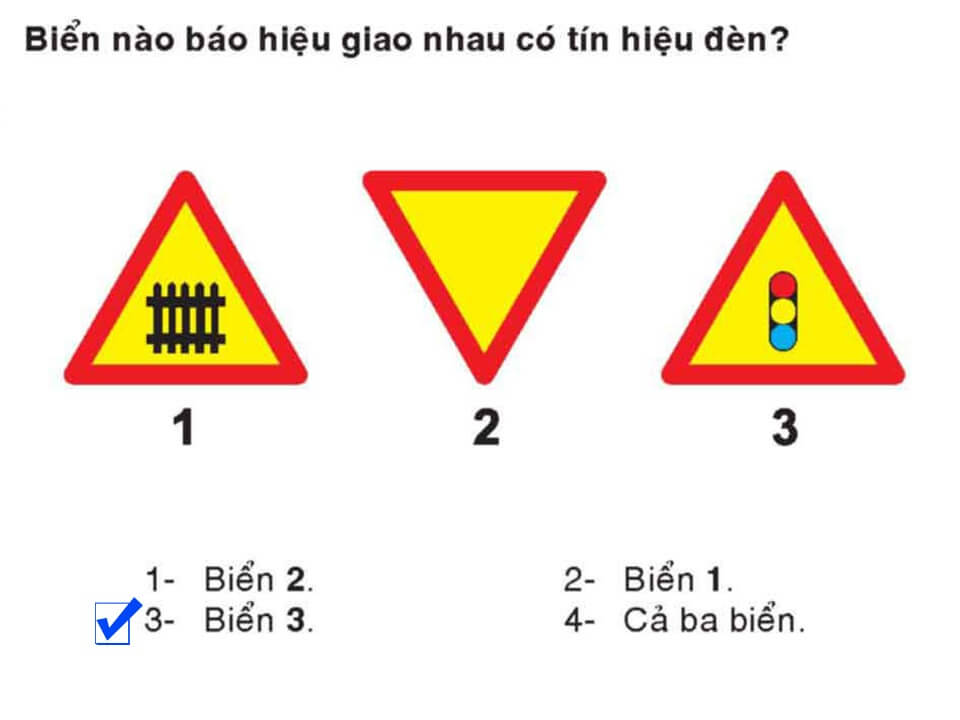 Biển nào báo hiệu giao nhau có tín hiệu đèn?
1 2 3
1- Biển 2. 2- Biển 1.
3- Biển 3. 4- Cả ba biển.